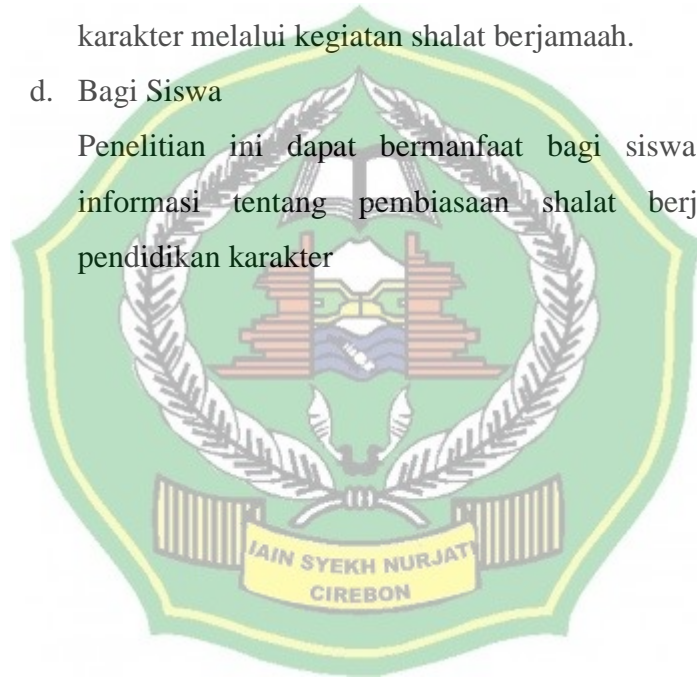 karakter melalui kegiatan shalat berjamaah.
d. Bagi Siswa
Penelitian ini dapat bermanfaat bagi siswa
informasi tentang pembiasaan shalat berj
pendidikan karakter
IAIN SYEKH NURJATI
CIREBON